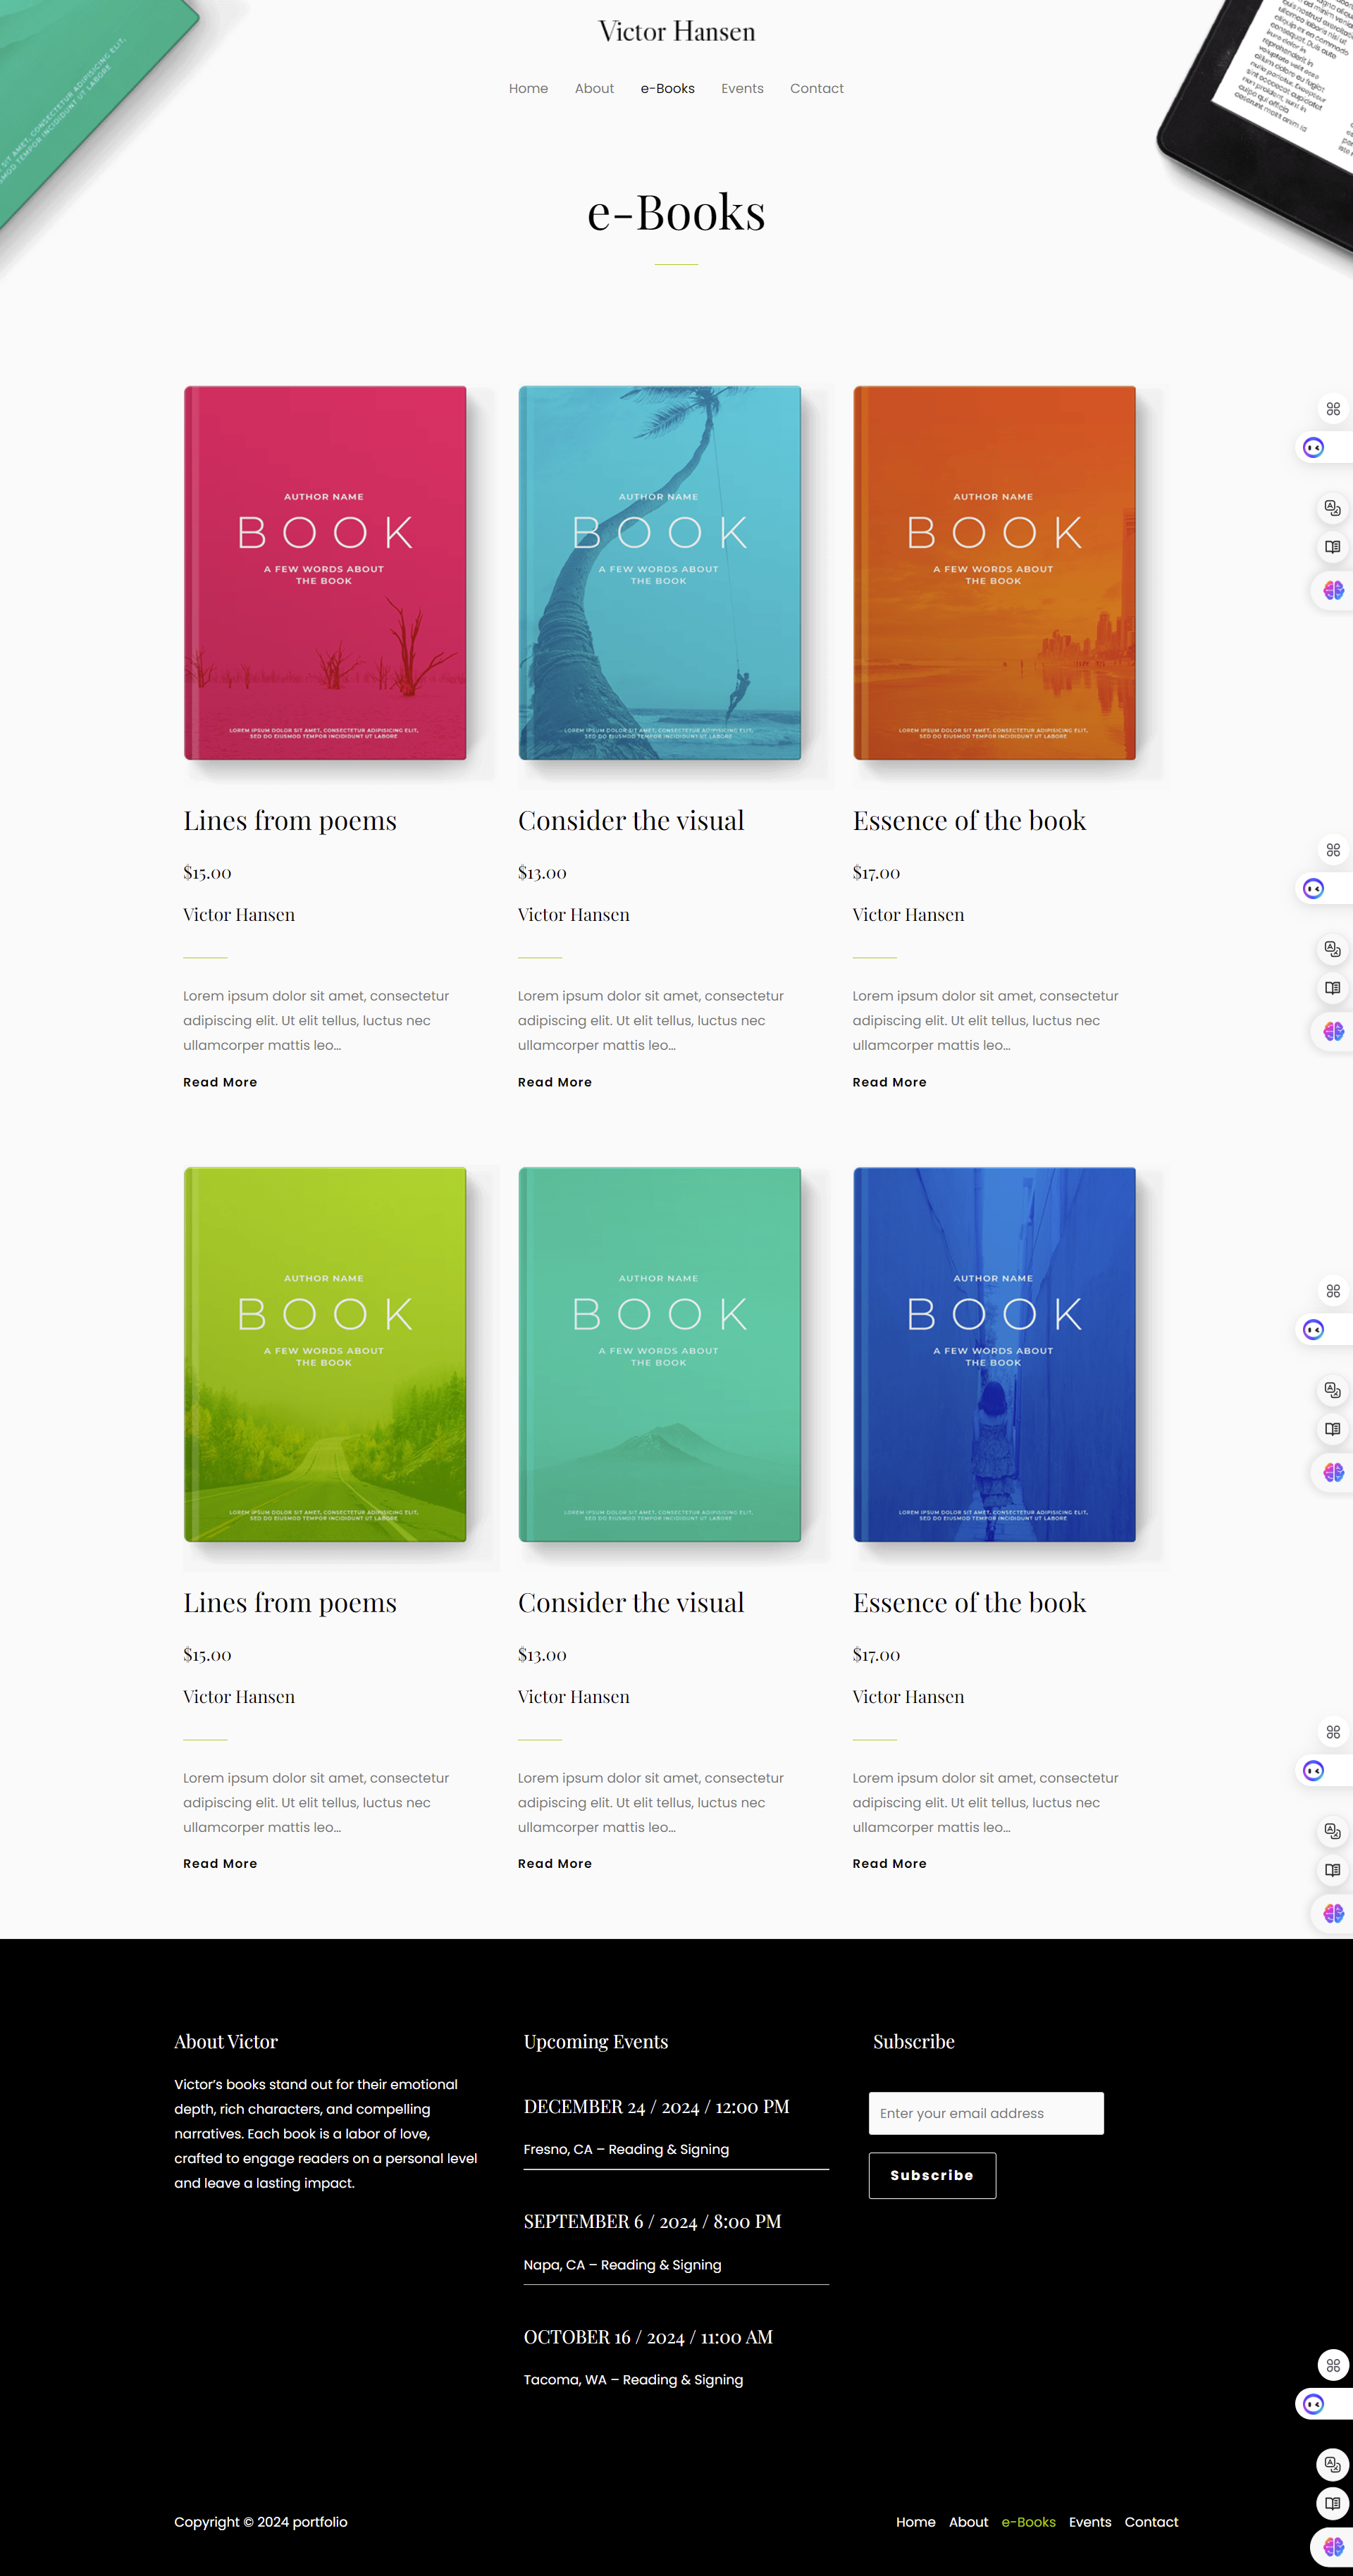 SIT AMET, CONSECTETUR ADIPISICING ELIT,
TEMPOR INCIDIDUNT UT LABORE
Victor Hansen
Home About e-Books Events Contact
e-Books
AUTHOR NAME
BOOK
A FEW WORDS ABOUT
THE BOOK
LOREM IPSUM DOLOR SIT AMET, CONSECTETUR ADIPISICING ELIT,
SED DO EIUSMOD TEMPOR INCIDIDUNT UT LABORE
AUTHOR NAME
BOOK
A FEW WORDS ABOUT
THE BOOK
LOREM IPSUM DOLOR SIT AMET, CONSECTETUR ADIPISICING ELIT,
SED DO EIUSMOD TEMPOR INCIDIDUNT UT LABORE
AUTHOR NAME
BOOK
A FEW WORDS ABOUT
THE BOOK
LOREM IPSUM DOLOR SIT AMET, CONSECTETUR ADIPISICING ELIT,
SED DO EIUSMOD TEMPOR INCIDIDUNT UT LABORE
Lines from poems
$15.00
Victor Hansen
Lorem ipsum dolor sit amet, consectetur
adipiscing elit. Ut elit tellus, luctus nec
ullamcorper mattis leo...
Read More
Consider the visual
$13.00
Victor Hansen
Lorem ipsum dolor sit amet, consectetur
adipiscing elit. Ut elit tellus, luctus nec
ullamcorper mattis leo...
Read More
Essence of the book
$17.00
Victor Hansen
Lorem ipsum dolor sit amet, consectetur
adipiscing elit. Ut elit tellus, luctus nec
ullamcorper mattis leo...
Read More
AUTHOR NAME
BOOK
A FEW WORDS ABOUT
THE BOOK
LOREM IPSUM DOLOR SIT AMET, CONSECTETUR ADIPISICING ELIT,
SED DO EIUSMOD TEMPOR INCIDIDUNT UT LABORE
AUTHOR NAME
BOOK
A FEW WORDS ABOUT
THE BOOK
LOREM IPSUM DOLOR SIT AMET, CONSECTETUR ADIPISICING ELIT,
SED DO EIUSMOD TEMPOR INCIDIDUNT UT LABORE
AUTHOR NAME
BOOK
A FEW WORDS ABOUT
THE BOOK
LOREM IPSUM DOLOR SIT AMET, CONSECTETUR ADIPISICING ELIT,
SED DO EIUSMOD TEMPOR INCIDIDUNT UT LABORE
Lines from poems
$15.00
Victor Hansen
Lorem ipsum dolor sit amet, consectetur
adipiscing elit. Ut elit tellus, luctus nec
ullamcorper mattis leo...
Read More
Consider the visual
$13.00
Victor Hansen
Lorem ipsum dolor sit amet, consectetur
adipiscing elit. Ut elit tellus, luctus nec
ullamcorper mattis leo...
Read More
Essence of the book
$17.00
Victor Hansen
Lorem ipsum dolor sit amet, consectetur
adipiscing elit. Ut elit tellus, luctus nec
ullamcorper mattis leo...
Read More
About Victor
Victor’s books stand out for their emotional
depth, rich characters, and compelling
narratives. Each book is a labor of love,
crafted to engage readers on a personal level
and leave a lasting impact.
Upcoming Events
DECEMBER 24 / 2024 / 12:00 PM
Fresno, CA – Reading & Signing
SEPTEMBER 6 / 2024 / 8:00 PM
Napa, CA – Reading & Signing
OCTOBER 16 / 2024 / 11:00 AM
Tacoma, WA – Reading & Signing
Subscribe
Enter your email address
Subscribe
Copyright © 2024 portfolio
Home About e-Books Events Contact